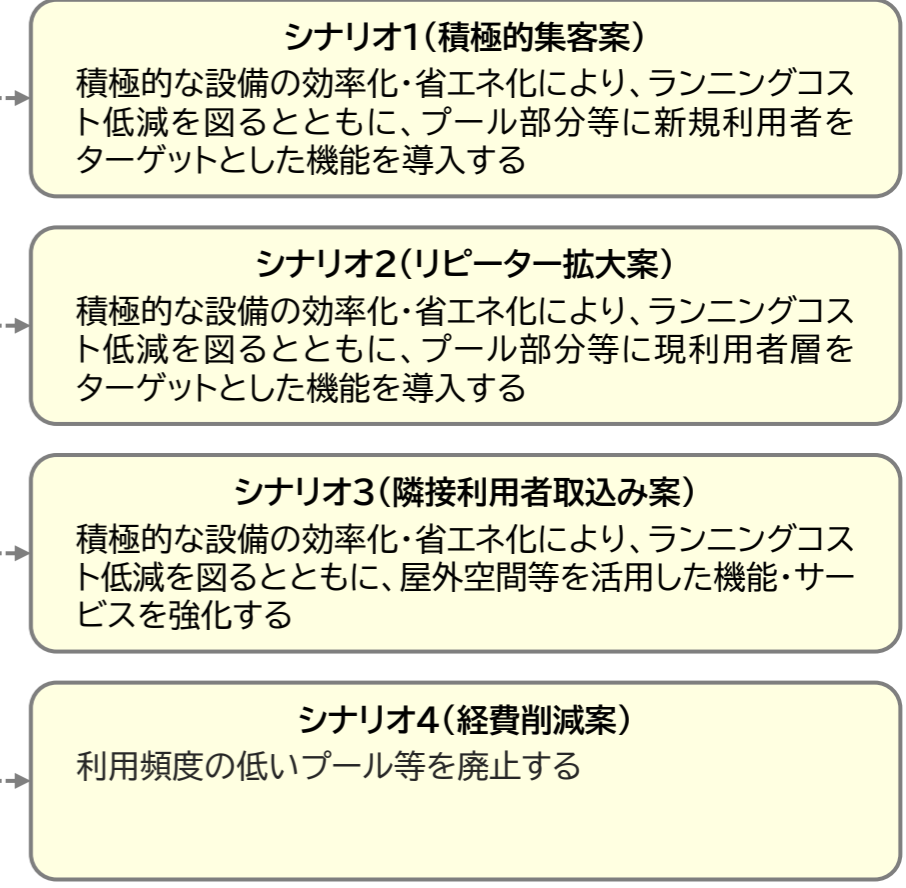 シナリオ1(積極的集客案)
積極的な設備の効率化・省エネ化により、ランニングコス
ト低減を図るとともに、プール部分等に新規利用者を
ターゲットとした機能を導入する
シナリオ2(リピーター拡大案)
積極的な設備の効率化・省エネ化により、ランニングコス
ト低減を図るとともに、プール部分等に現利用者層を
ターゲットとした機能を導入する
シナリオ3(隣接利用者取込み案)
積極的な設備の効率化・省エネ化により、ランニングコス
ト低減を図るとともに、屋外空間等を活用した機能・サー
ビスを強化する
シナリオ4(経費削減案)
利用頻度の低いプール等を廃止する